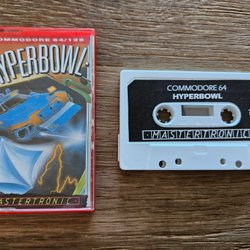 COMMODORE 64/128
HYPERBOWL
MASTERTRONIC
COMMODORE 64
HYPERBOWL
MASTERTRONIC